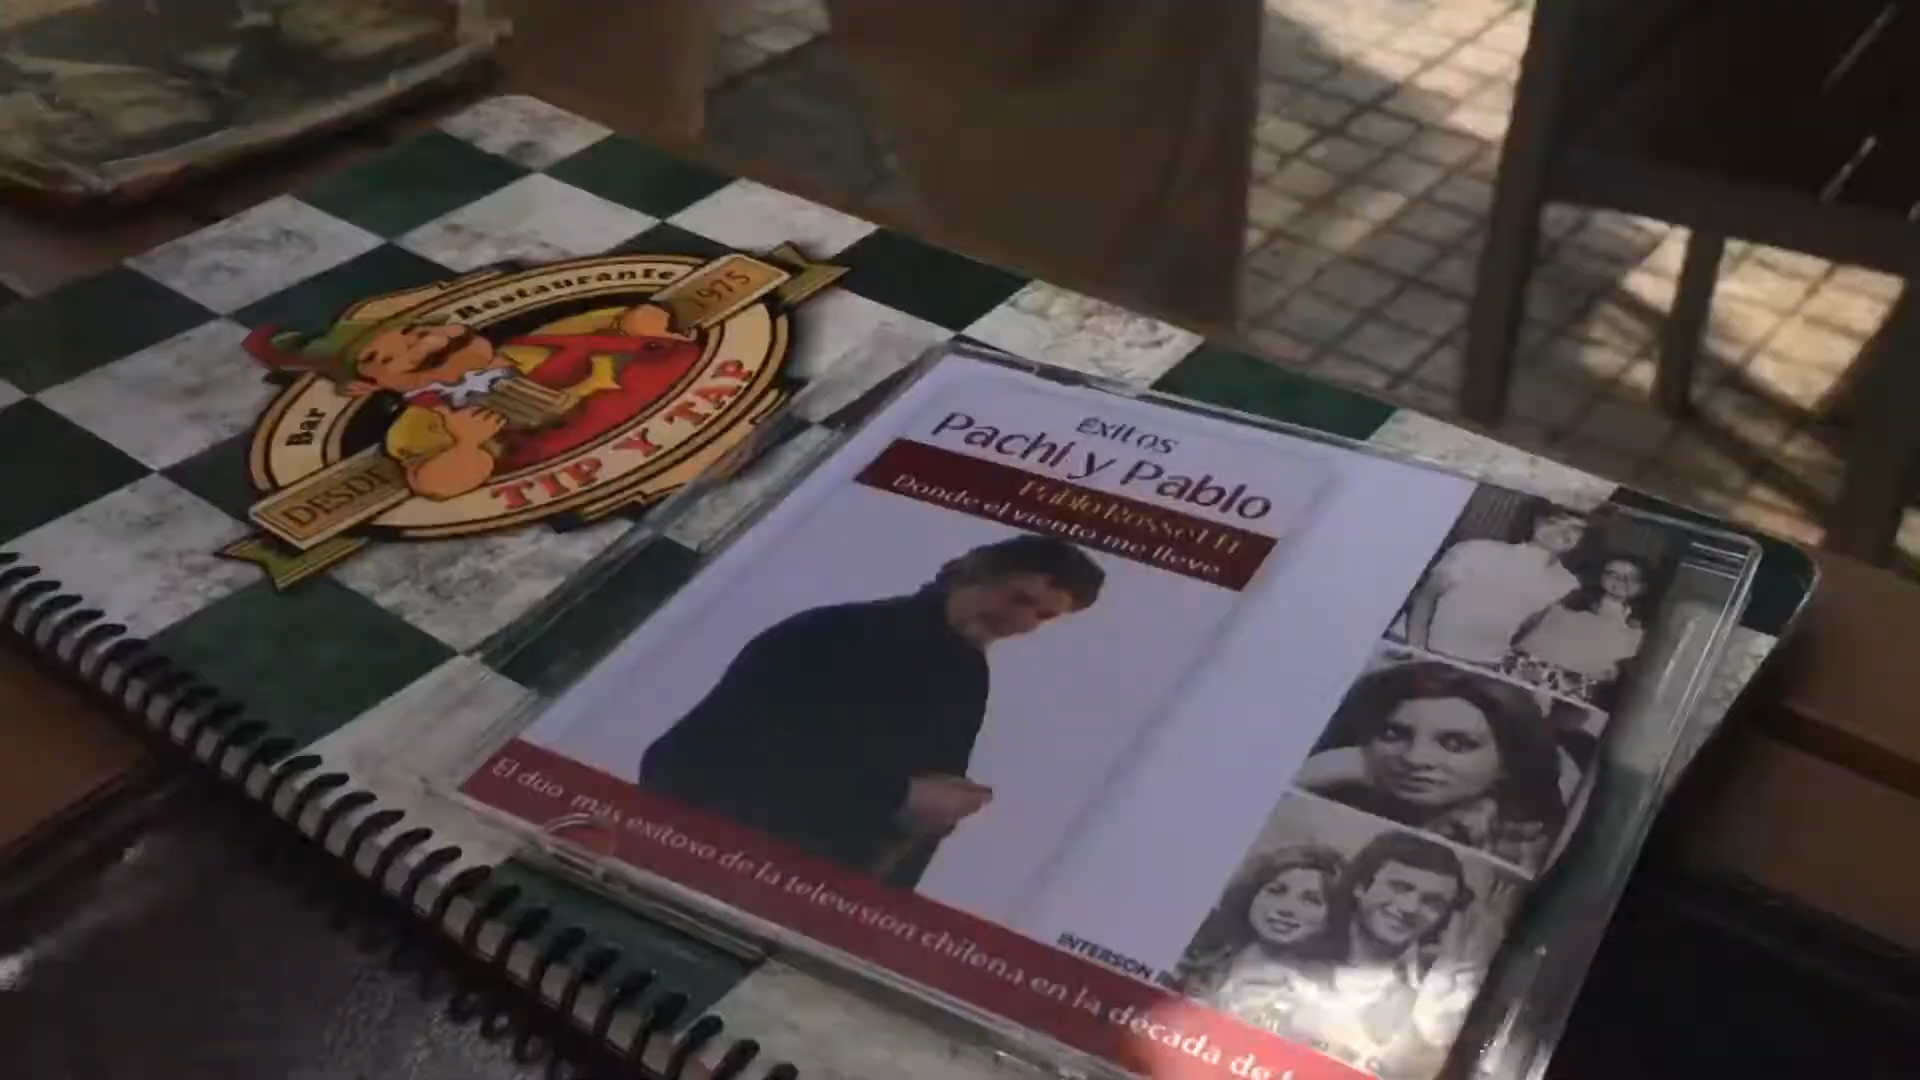 Bar Restaurante
DESDE 1975
TIP Y TAP
Exitos
Pachi y Pablo
Pablo Rossel H
Donde el viento me lleve
INTERSON
El dúo más exitoso de la televisión chilena en la década de